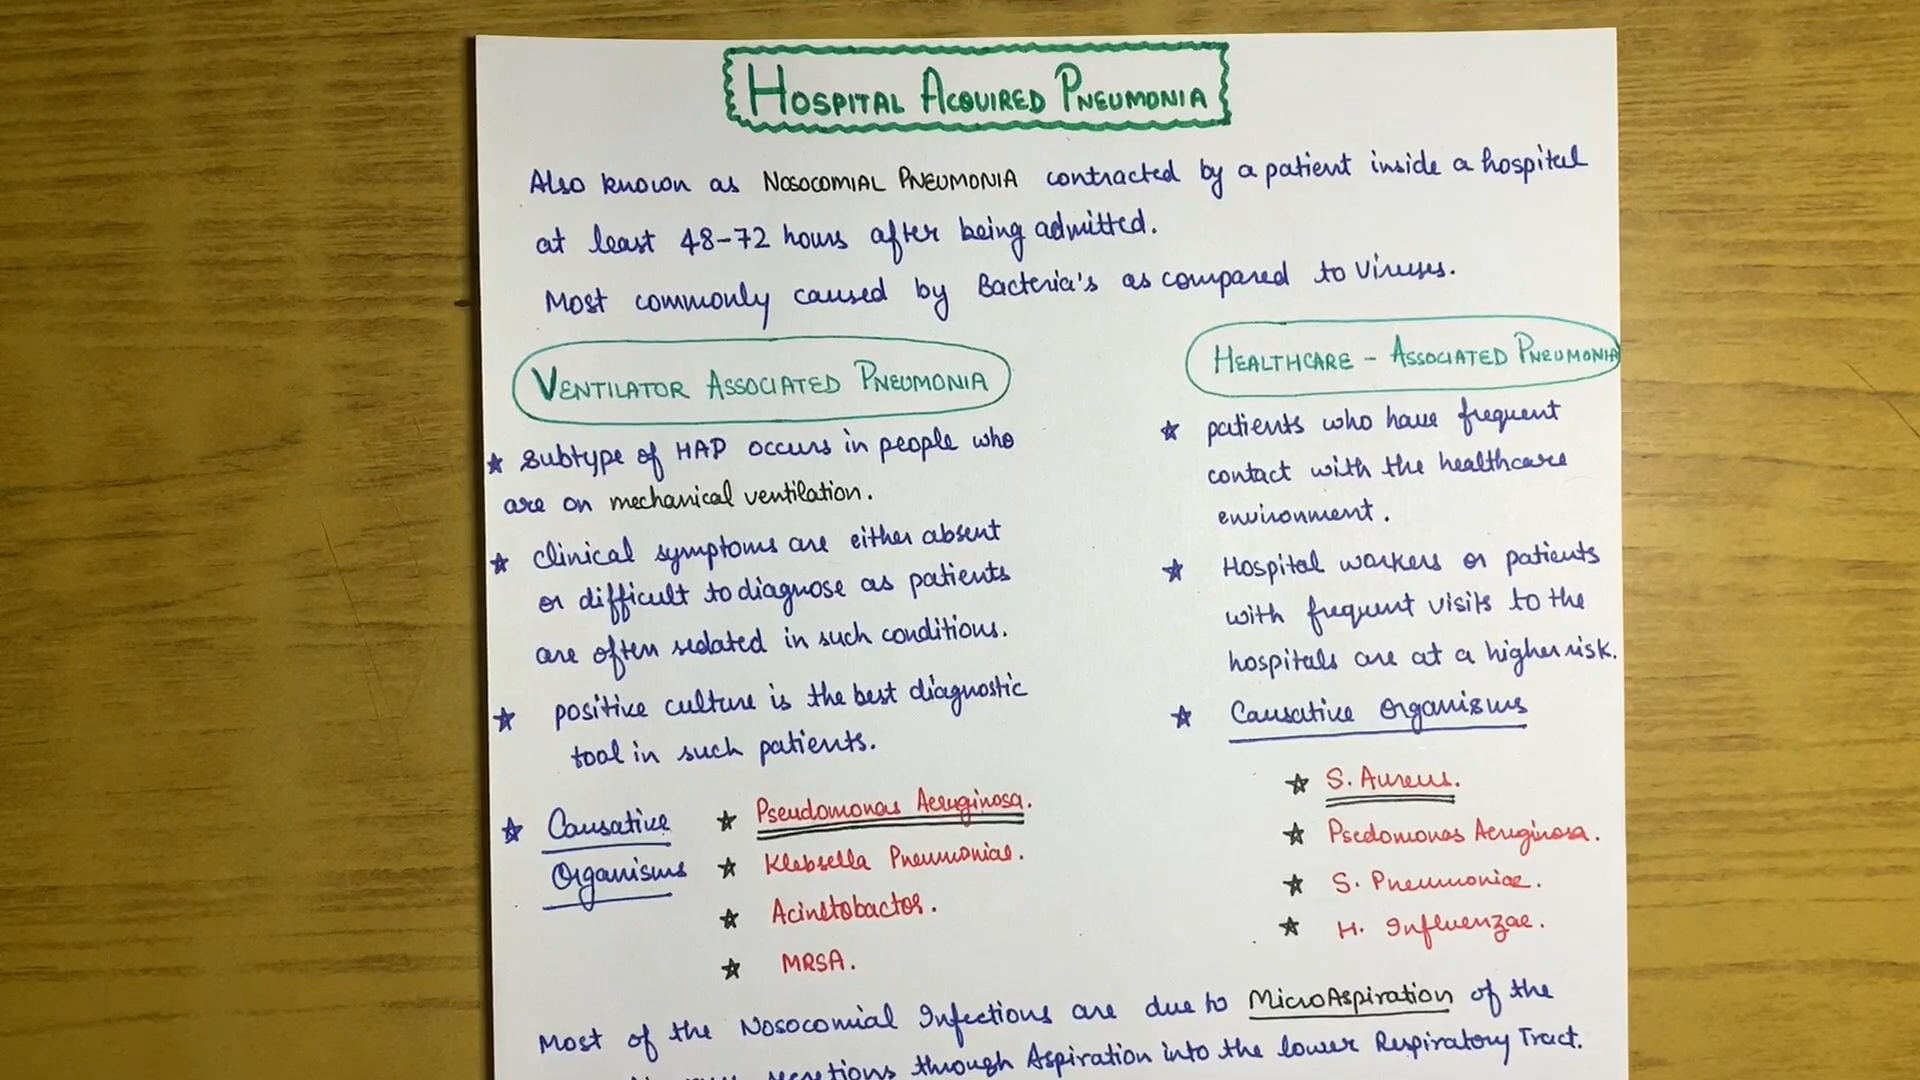 HOSPITAL ACQUIRED PNEUMONIA
Also known as NOSOCOMIAL PNEUMONIA contracted by a patient inside a hospital
at least 48-72 hours after being admitted.
Most commonly caused by Bacteria's as compared to Viruses.
VENTILATOR ASSOCIATED PNEUMONIA
★ subtype of HAP occurs in people who
are on mechanical ventilation.
★ clinical symptoms are either absent
or difficult to diagnose as patients
are often sedated in such conditions.
★ positive culture is the best diagnostic
tool in such patients.
★ Causative
Organisms
★ Pseudomonas Aeruginosa.
★ Klebsella Pneumoniae.
★ Acinetobactor.
★ MRSA.
HEALTHCARE - ASSOCIATED PNEUMONIA
★ patients who have frequent
contact with the healthcare
environment.
★ Hospital workers or patients
with frequent visits to the
hospitals are at a higher risk.
★ Causative Organisms
★ S. Aureus.
★ Psedomonas Aeruginosa.
★ S. Pneumoniae.
★ H. Influenzae.
Most of the Nosocomial Infections are due to MicroAspiration of the
secretions through Aspiration into the lower Respiratory Tract.